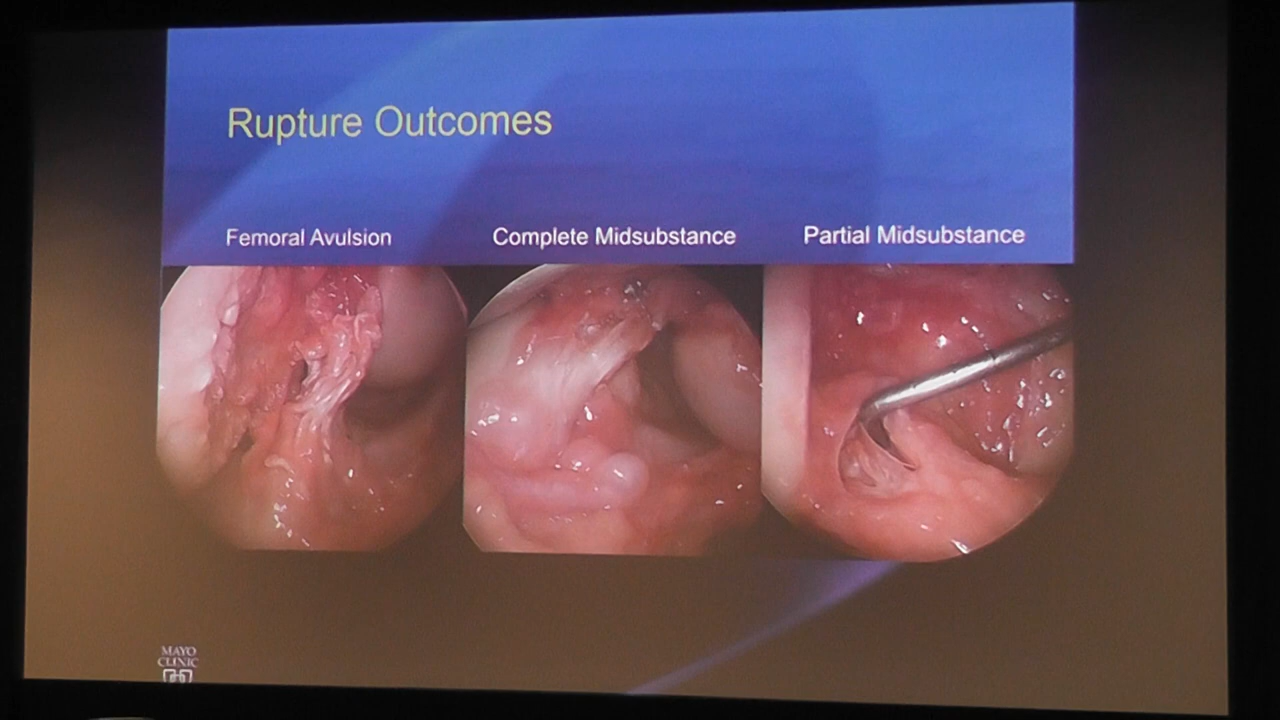 Rupture Outcomes
Femoral Avulsion
Complete Midsubstance
Partial Midsubstance
MAYO
CLINIC